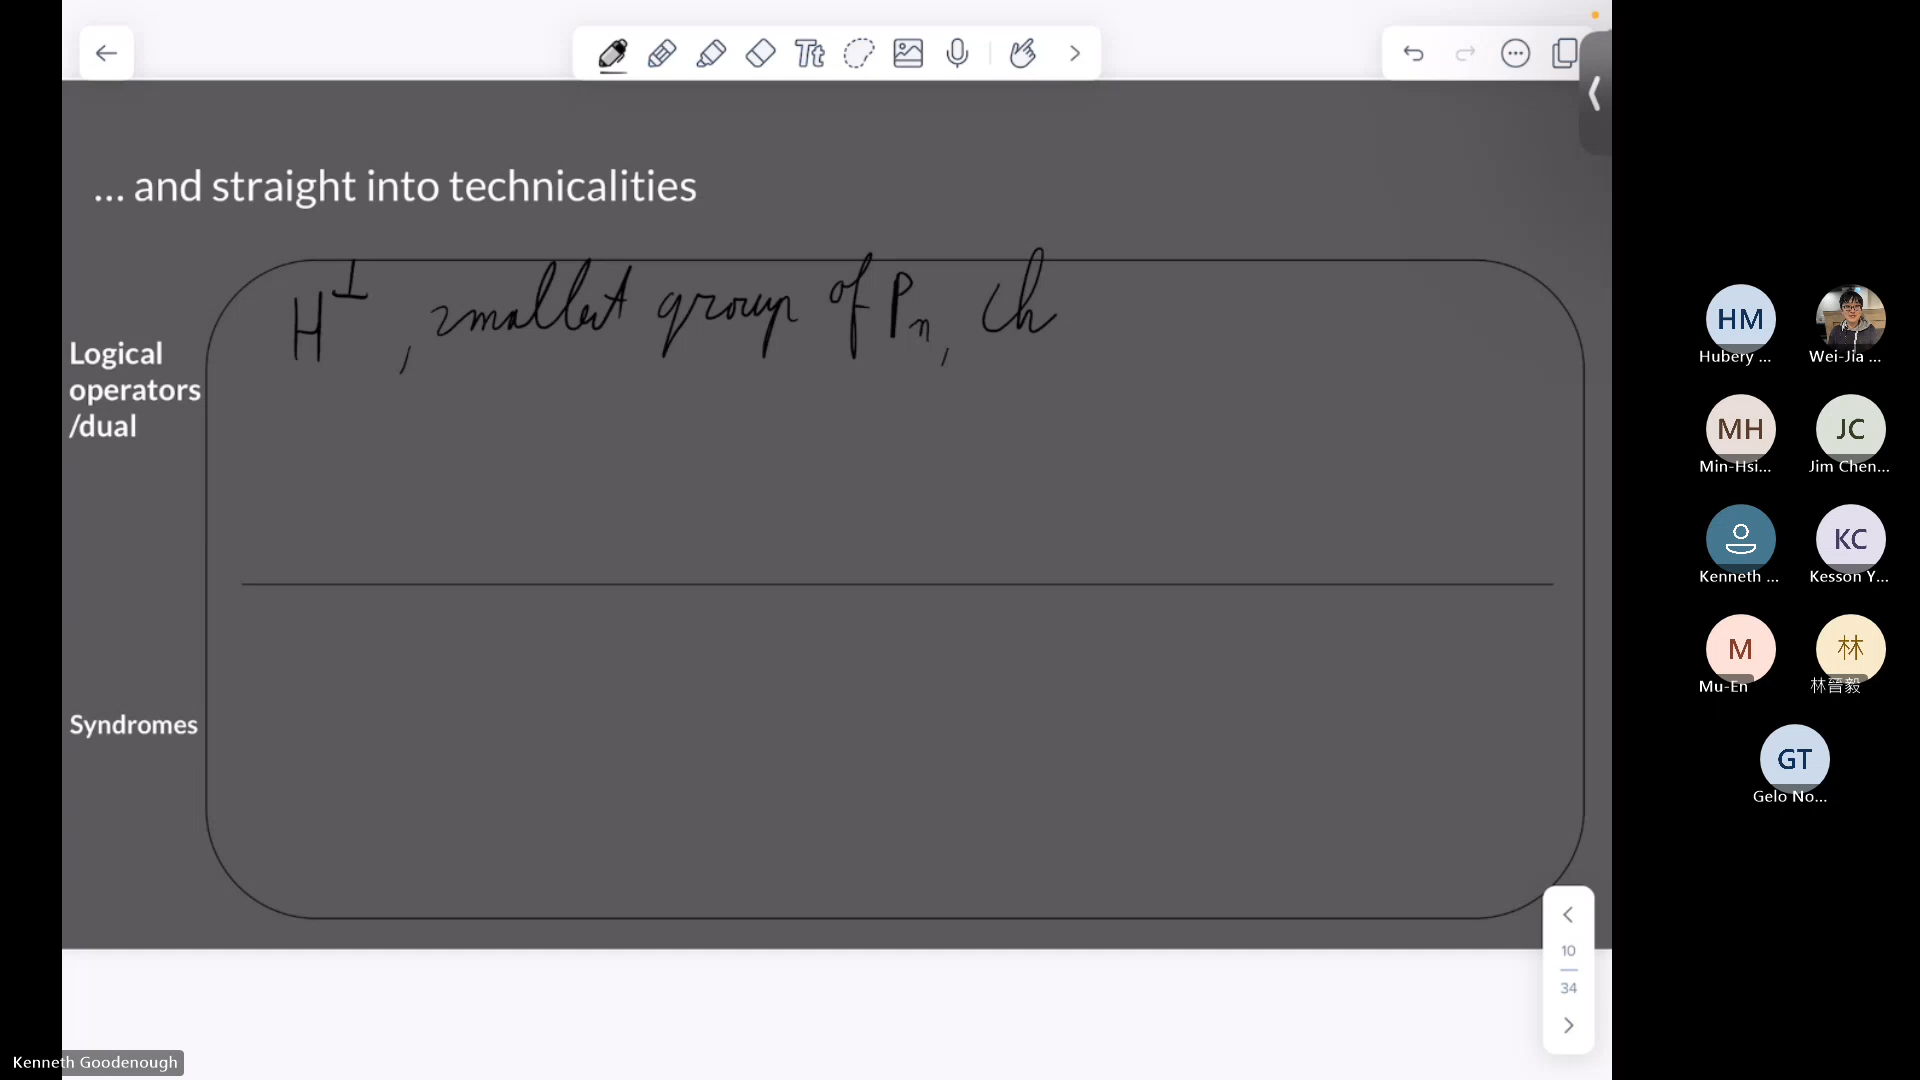 Tt
... and straight into technicalities
H⊥, smallest group of Pn, ch
Logical
operators
/dual
Syndromes
10
34
HM
Hubery ...
Wei-Jia ...
MH
Min-Hsi...
JC
Jim Chen...
Kenneth ...
KC
Kesson Y...
M
Mu-En
林
林晉毅
GT
Gelo No...
Kenneth Goodenough